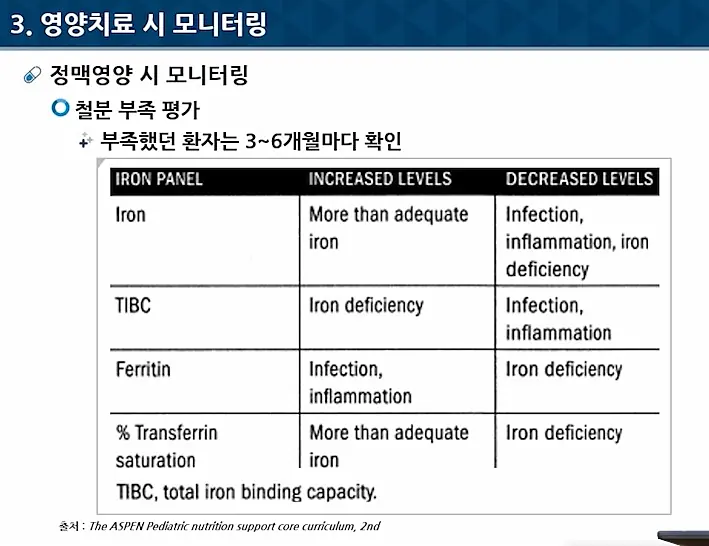 3. 영양치료 시 모니터링
정맥영양 시 모니터링
철분 부족 평가
부족했던 환자는 3~6개월마다 확인
IRON PANEL INCREASED LEVELS DECREASED LEVELS
Iron More than adequate Infection,
iron inflammation, iron
deficiency
TIBC Iron deficiency Infection,
inflammation
Ferritin Infection, Iron deficiency
inflammation
% Transferrin More than adequate Iron deficiency
saturation iron
TIBC, total iron binding capacity.
출처 : The ASPEN Pediatric nutrition support core curriculum, 2nd